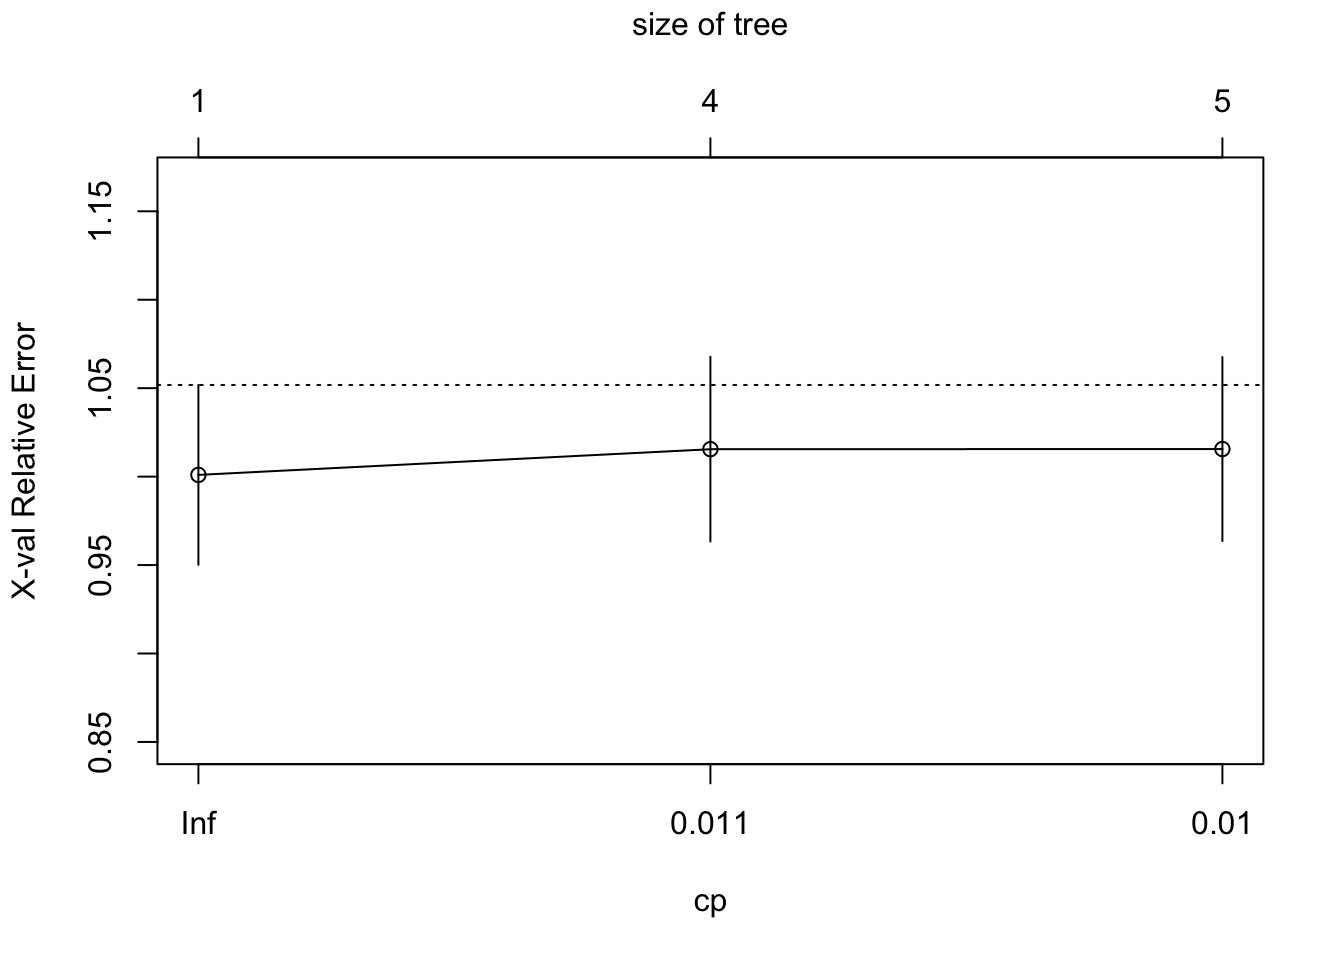 size of tree
1 4 5
X-val Relative Error
1.15
1.05
0.95
0.85
Inf 0.011 0.01
cp